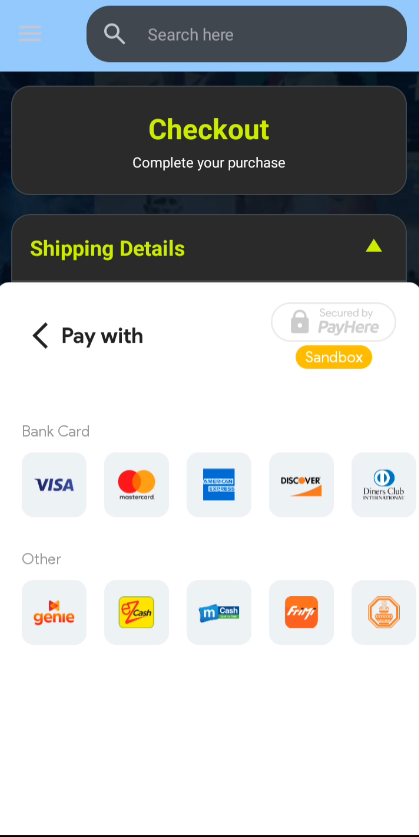 Search here
Checkout
Complete your purchase
Shipping Details
Secured by
PayHere
Pay with
Sandbox
Bank Card
VISA
mastercard
AMERICAN
EXPRESS
DISCOVER
Diners Club
INTERNATIONAL
Other
genie
eZ
Cash
m Cash
FriMi